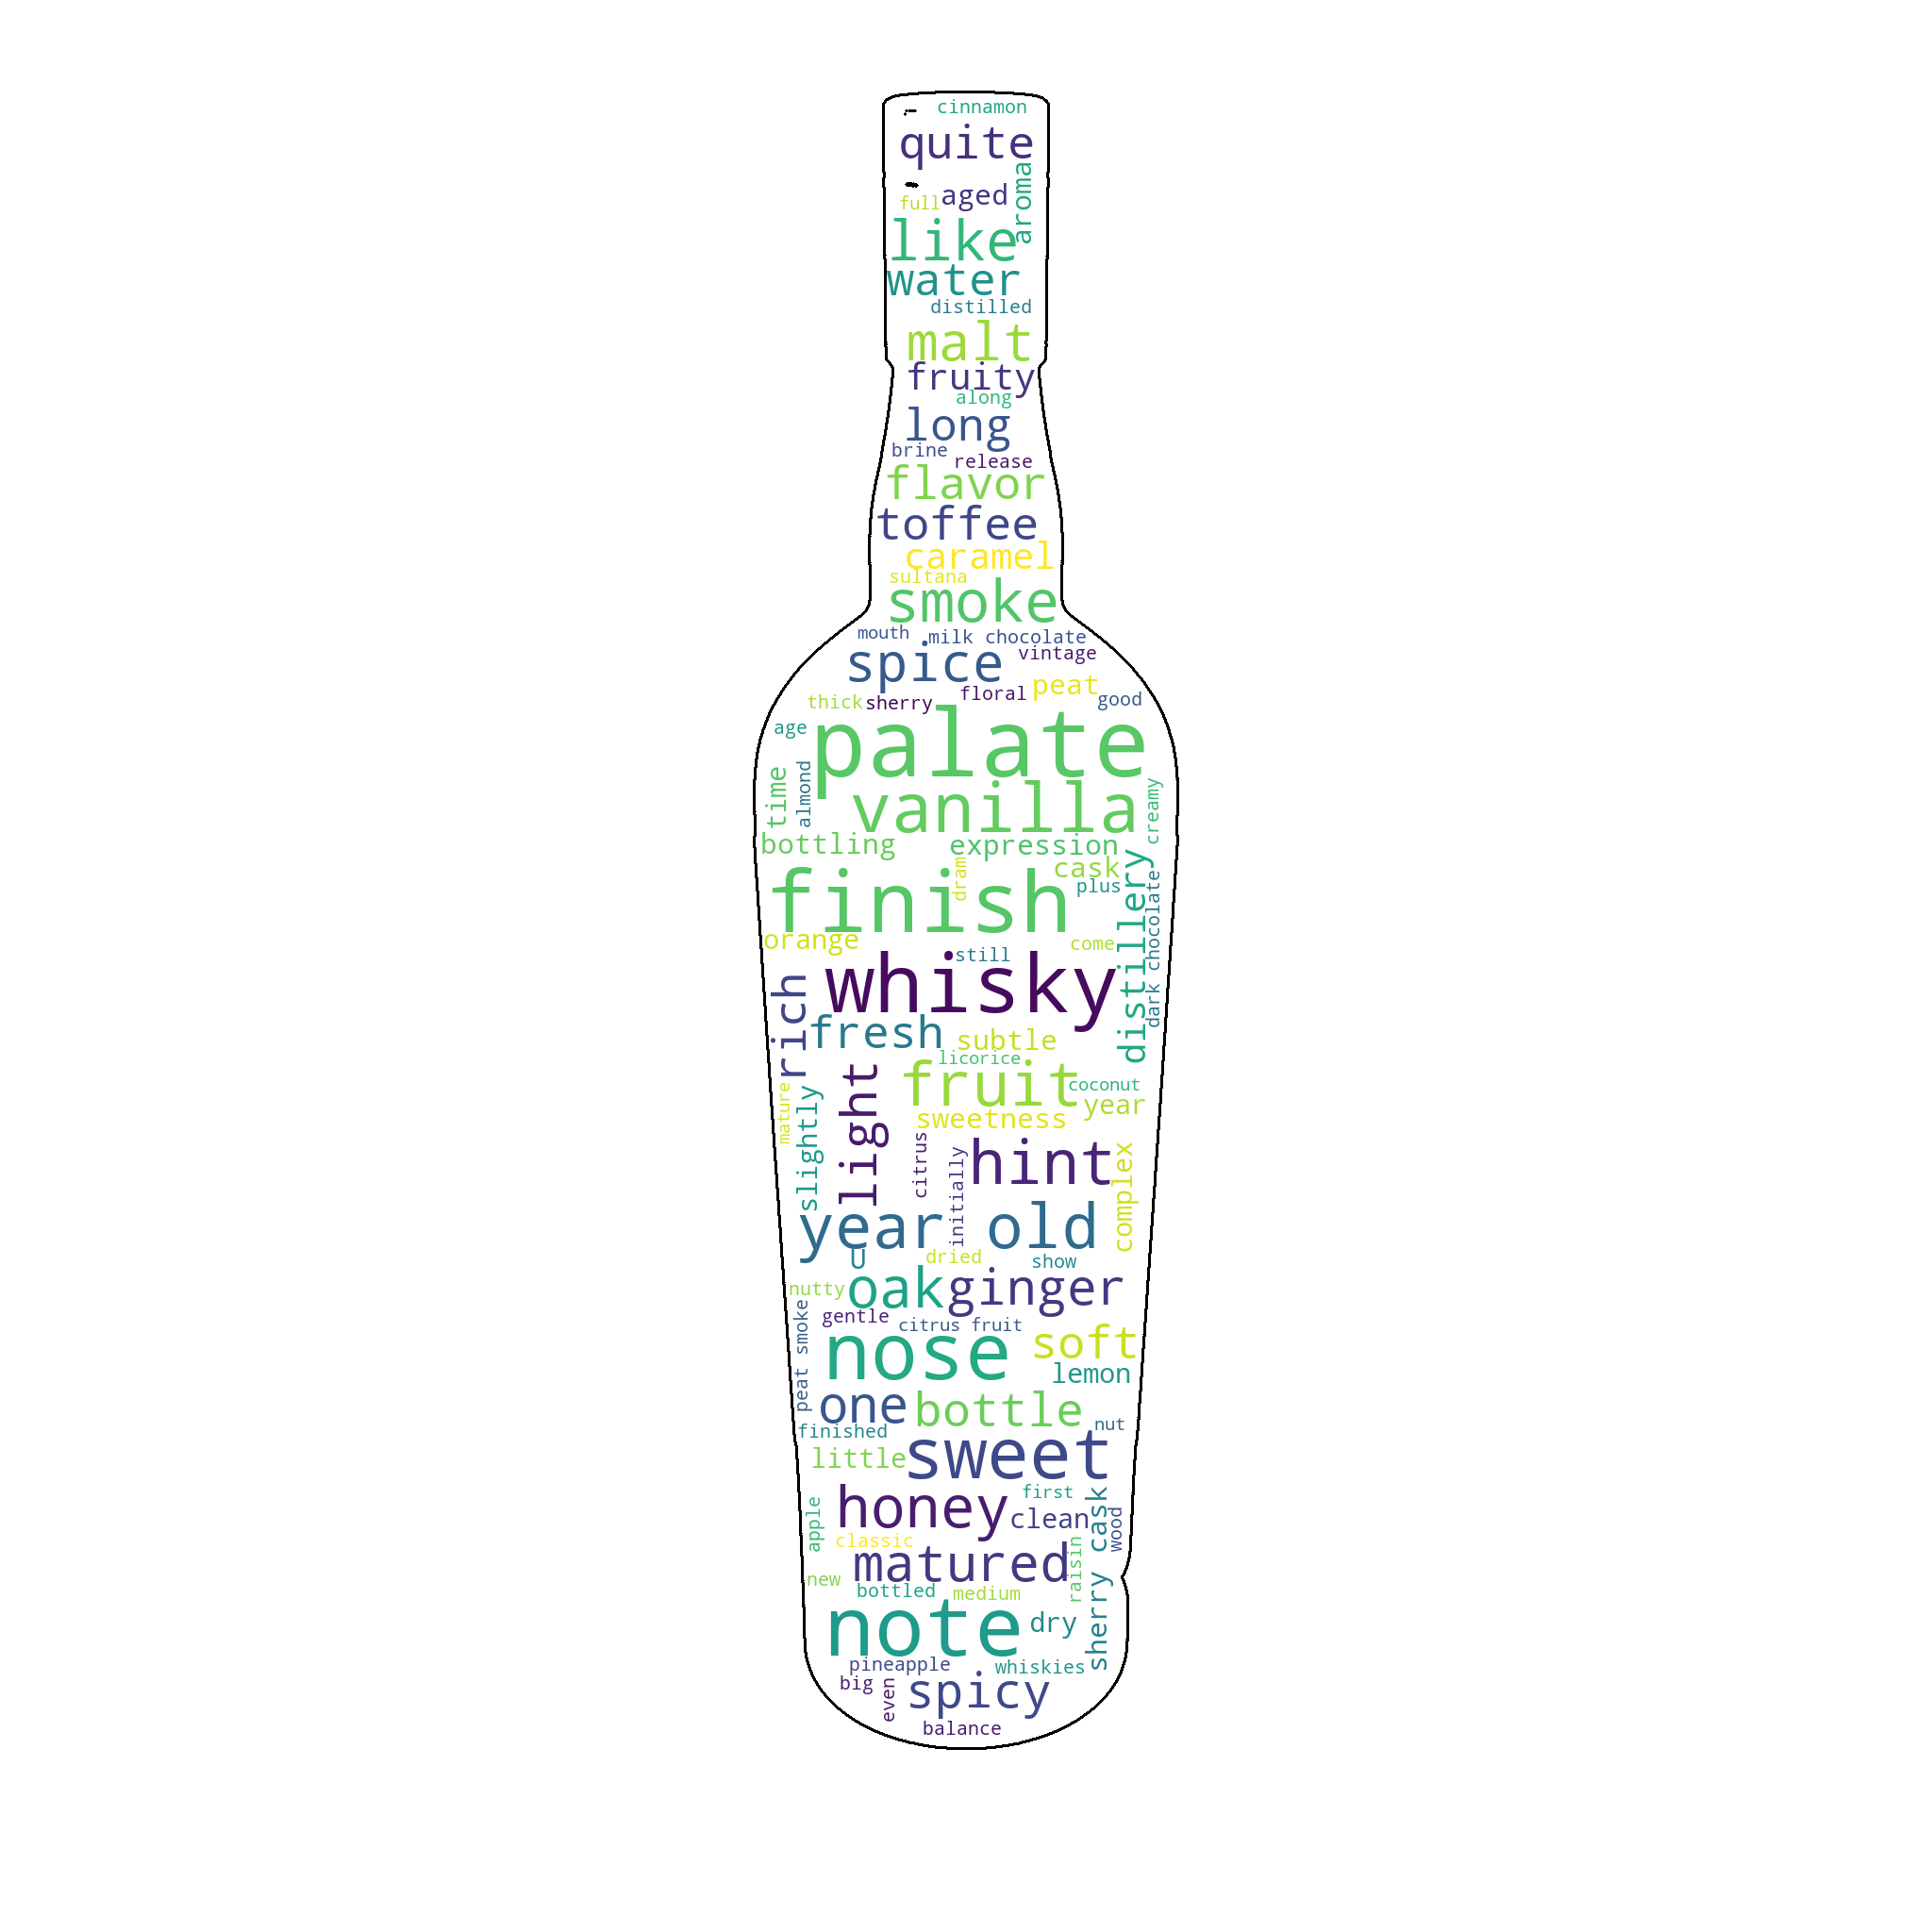 cinnamon
quite
aroma
full aged
like
water
distilled
malt
fruity
along
long
brine
release
flavor
toffee
caramel
sultana
smoke
mouth milk chocolate
spice vintage
floral peat
thick sherry good
age palate
time almond vanilla creamy
bottling expression
dram cask
finish plus distillery
dark chocolate
orange come
still
whisky
rich fresh subtle
licorice
fruit coconut
mature slightly light sweetness year
citrus initially hint complex
year old
U dried show
nutty oak ginger
gentle citrus fruit
peat smoke nose soft
lemon
one bottle nut
finished
little sweet
honey first
apple clean sherry cask wood
classic
matured raisin
new bottled medium
note dry
pineapple whiskies
big even spicy
balance